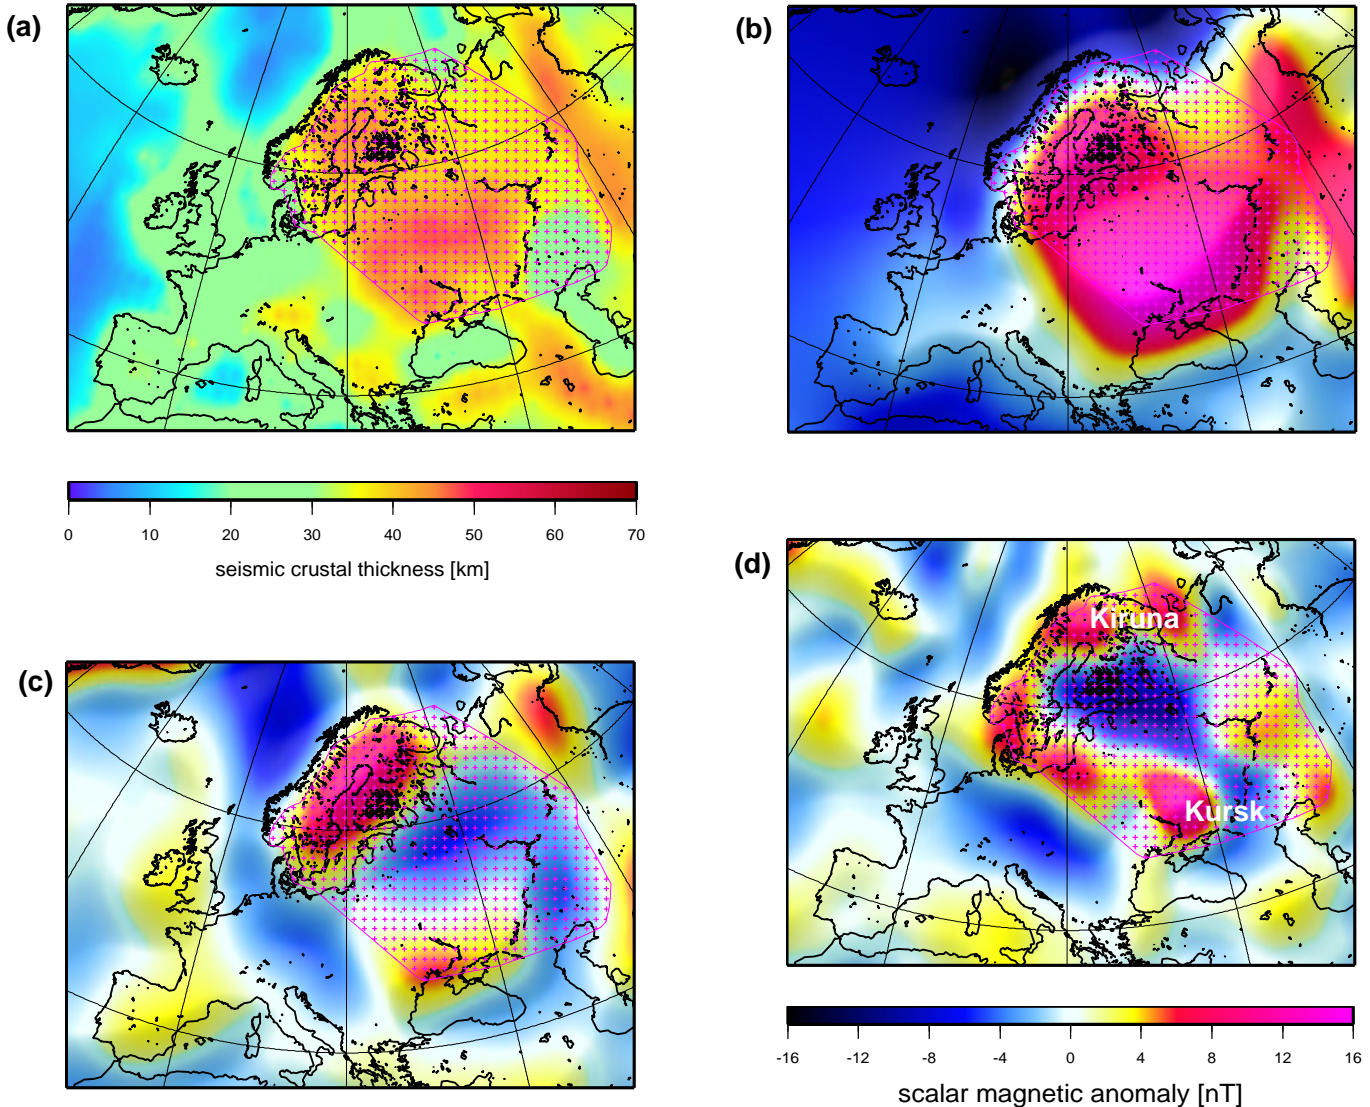 (a)
(b)
0 10 20 30 40 50 60 70
seismic crustal thickness [km]
(c)
(d)
Kiruna
Kursk
-16 -12 -8 -4 0 4 8 12 16
scalar magnetic anomaly [nT]